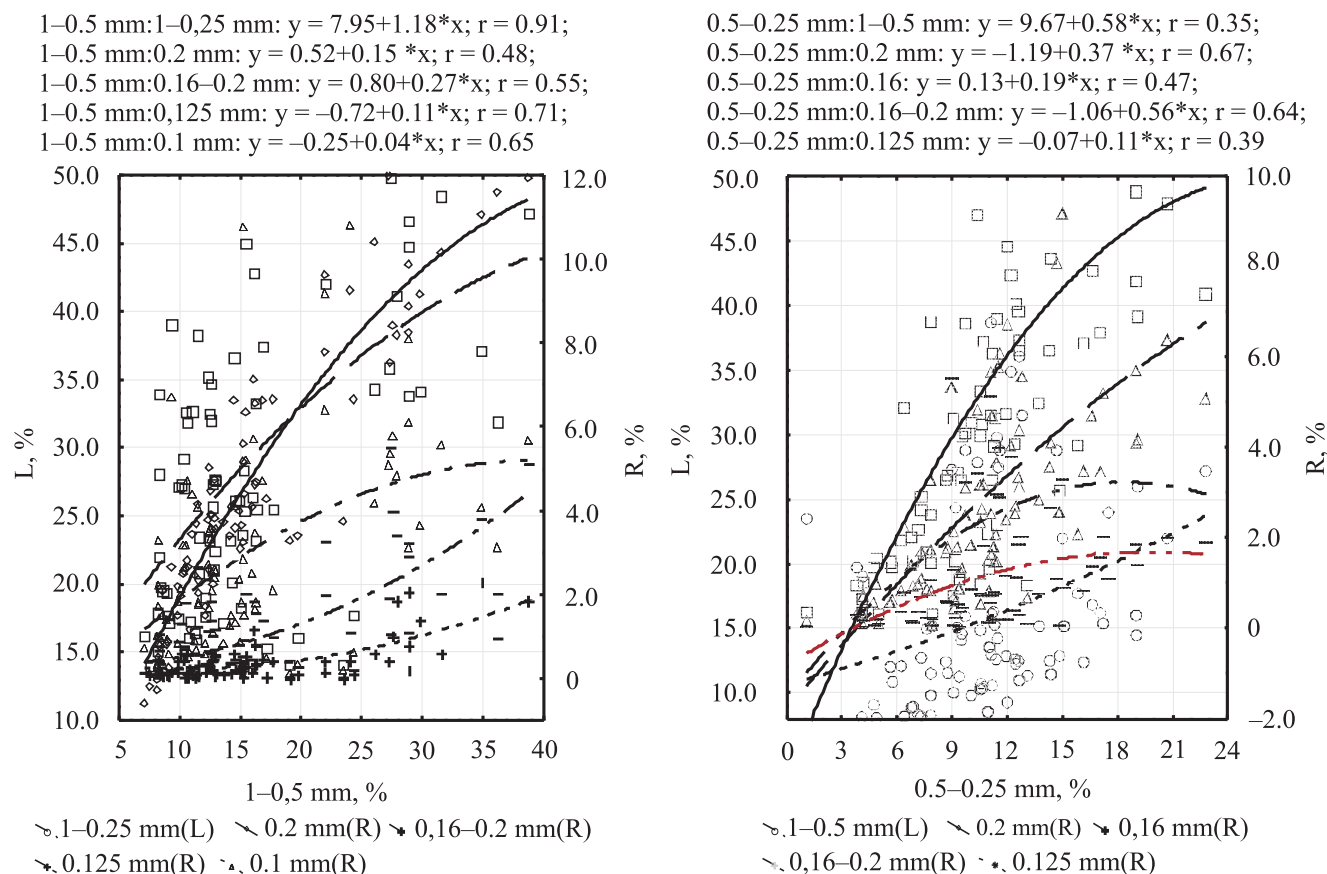 1–0.5 mm:1–0,25 mm: y = 7.95+1.18*x; r = 0.91;
1–0.5 mm:0.2 mm: y = 0.52+0.15 *x; r = 0.48;
1–0.5 mm:0.16–0.2 mm: y = 0.80+0.27*x; r = 0.55;
1–0.5 mm:0,125 mm: y = –0.72+0.11*x; r = 0.71;
1–0.5 mm:0.1 mm: y = –0.25+0.04*x; r = 0.65
50.0
45.0
40.0
35.0
30.0
25.0
20.0
15.0
10.0
L, %
12.0
10.0
8.0
6.0
4.0
2.0
0
R, %
5 10 15 20 25 30 35 40
1–0,5 mm, %
1–0.25 mm(L) 0.2 mm(R) 0,16–0.2 mm(R)
0.125 mm(R) 0.1 mm(R)
0.5–0.25 mm:1–0.5 mm: y = 9.67+0.58*x; r = 0.35;
0.5–0.25 mm:0.2 mm: y = –1.19+0.37 *x; r = 0.67;
0.5–0.25 mm:0.16: y = 0.13+0.19*x; r = 0.47;
0.5–0.25 mm:0.16–0.2 mm: y = –1.06+0.56*x; r = 0.64;
0.5–0.25 mm:0.125 mm: y = –0.07+0.11*x; r = 0.39
50.0
45.0
40.0
35.0
30.0
25.0
20.0
15.0
10.0
L, %
10.0
8.0
6.0
4.0
2.0
0
–2.0
R, %
0 3 6 9 12 15 18 21 24
0.5–0.25 mm, %
1–0.5 mm(L) 0.2 mm(R) 0,16 mm(R)
0,16–0.2 mm(R) 0.125 mm(R)